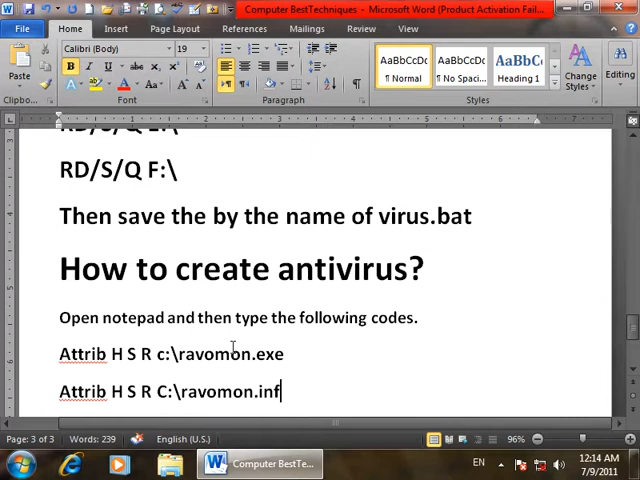 Computer BestTechniques - Microsoft Word (Product Activation Fail...
File Home Insert Page Layout References Mailings Review View
Paste
Calibri (Body) 19
AaBbCcDc AaBbCcDc AaBbC
¶ Normal ¶ No Spaci... Heading 1
Change Styles
Editing
Clipbo... Font Paragraph Styles
RD/S/Q F:\
Then save the by the name of virus.bat
How to create antivirus?
Open notepad and then type the following codes.
Attrib H S R c:\ravomon.exe
Attrib H S R C:\ravomon.inf
Page: 3 of 3 Words: 239 English (U.S.) 96%
Computer BestTe... EN 12:14 AM
7/9/2011